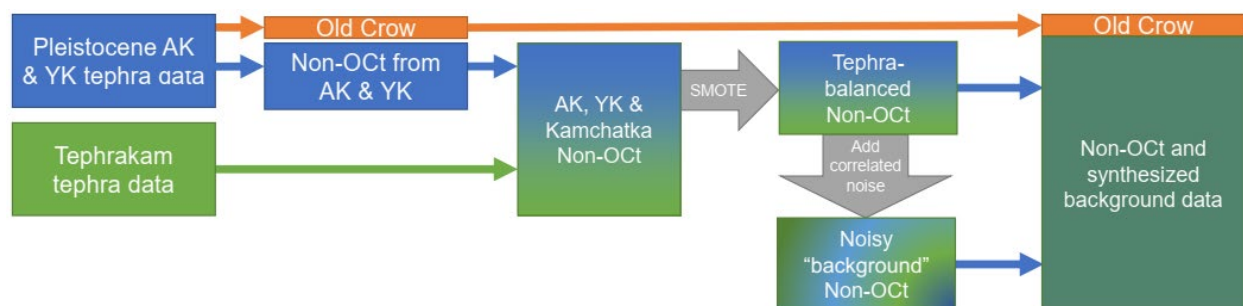 Pleistocene AK
& YK tephra data
Old Crow
Non-OCt from
AK & YK
Tephrakam
tephra data
AK, YK &
Kamchatka
Non-OCt
SMOTE
Tephra-
balanced
Non-OCt
Add
correlated
noise
Noisy
“background”
Non-OCt
Old Crow
Non-OCt and
synthesized
background data